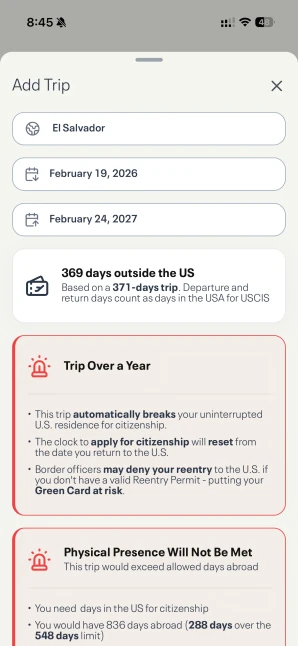 8:45
48
Add Trip
El Salvador
February 19, 2026
February 24, 2027
369 days outside the US
Based on a 371-days trip. Departure and
return days count as days in the USA for USCIS
Trip Over a Year
• This trip automatically breaks your uninterrupted
U.S. residence for citizenship.
• The clock to apply for citizenship will reset from
the date you return to the U.S.
• Border officers may deny your reentry to the U.S. if
you don't have a valid Reentry Permit - putting your
Green Card at risk.
Physical Presence Will Not Be Met
This trip would exceed allowed days abroad
• You need days in the US for citizenship
• You would have 836 days abroad (288 days over the
548 days limit)